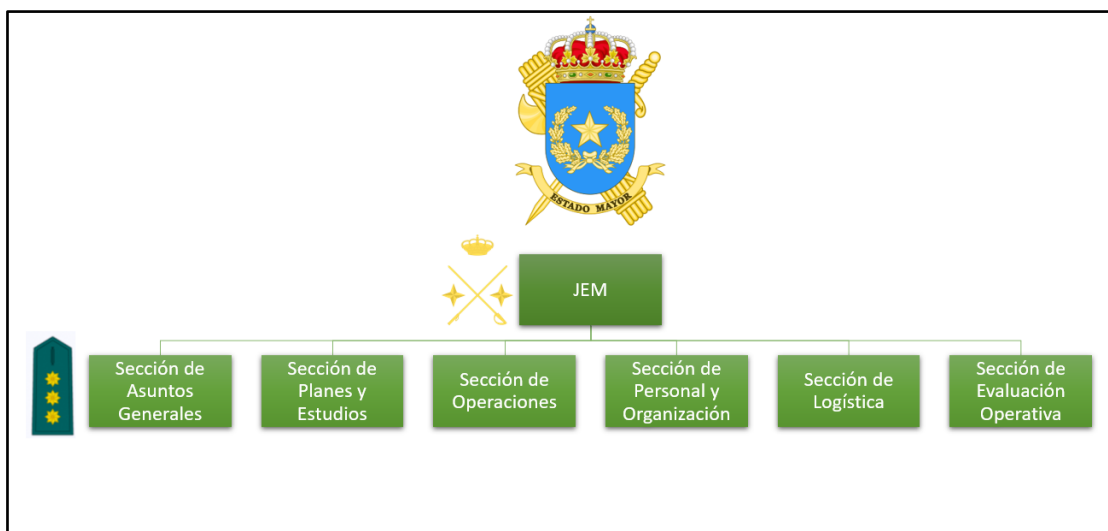 ESTADO MAYOR
JEM
Sección de
Asuntos
Generales
Sección de
Planes y
Estudios
Sección de
Operaciones
Sección de
Personal y
Organización
Sección de
Logística
Sección de
Evaluación
Operativa